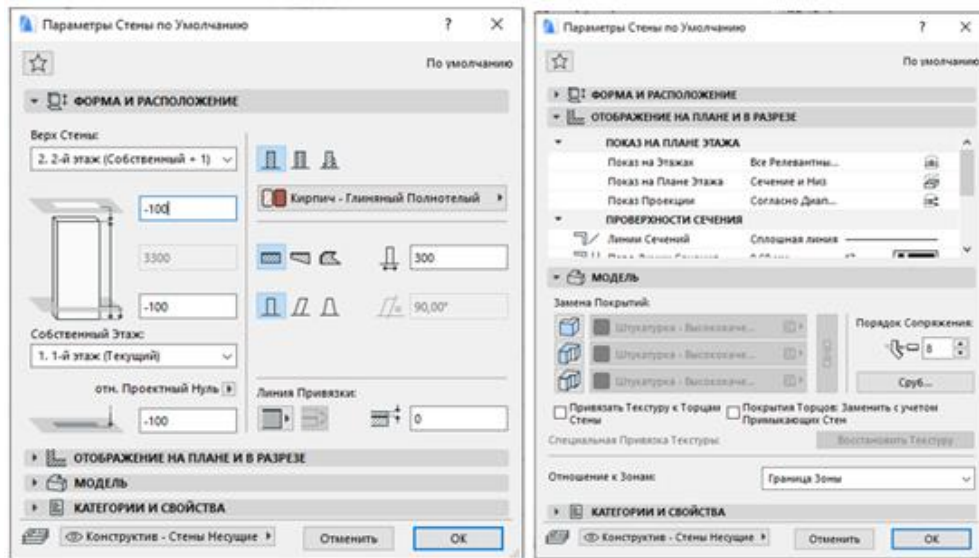 Параметры Стены по Умолчанию
?
По умолчанию
ФОРМА И РАСПОЛОЖЕНИЕ
Верх Стены:
2. 2-й этаж (Собственный + 1)
-100
Кирпич - Глиняный Полнотелый
3300
300
-100
90,00°
Собственный Этаж:
1. 1-й этаж (Текущий)
отн. Проектный Нуль
Линия Привязки:
-100
0
ОТОБРАЖЕНИЕ НА ПЛАНЕ И В РАЗРЕЗЕ
МОДЕЛЬ
КАТЕГОРИИ И СВОЙСТВА
Конструктив - Стены Несущие
Отменить
ОК
Параметры Стены по Умолчанию
?
По умолчанию
ФОРМА И РАСПОЛОЖЕНИЕ
ОТОБРАЖЕНИЕ НА ПЛАНЕ И В РАЗРЕЗЕ
ПОКАЗ НА ПЛАНЕ ЭТАЖА
Показ на Этажах Все Релевантны...
Показ на Плане Этажа Сечение и Низ
Показ Проекции Согласно Диап...
ПОВЕРХНОСТИ СЕЧЕНИЯ
Линии Сечений Сплошная линия
МОДЕЛЬ
Замена Покрытий:
Штукатурка - Высококаче...
Порядок Сопряжения:
Штукатурка - Высококаче...
8
Штукатурка - Высококаче...
Сруб...
Привязать Текстуру к Торцам Стены
Покрытия Торцов: Заменить с учетом Примыкающих Стен
Специальная Привязка Текстуры:
Восстановить Текстуру
Отношение к Зонам:
Граница Зоны
КАТЕГОРИИ И СВОЙСТВА
Конструктив - Стены Несущие
Отменить
ОК